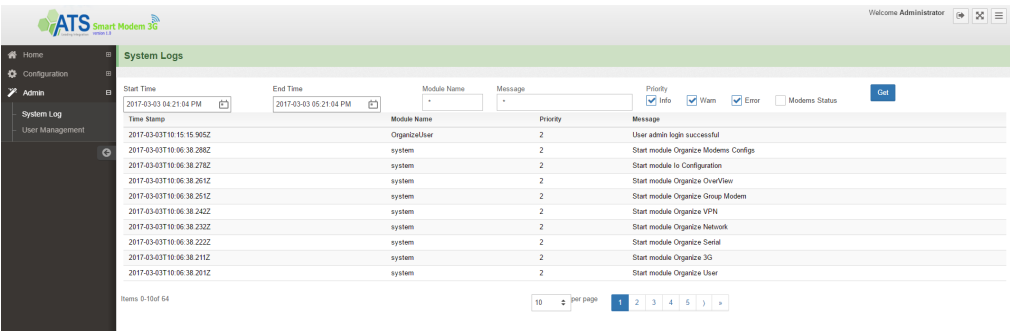 Welcome Administrator
ATS Smart Modem 3G
version 1.0
Home
Configuration
Admin
System Log
User Management
System Logs
Start Time End Time Module Name Message Priority
2017-03-03 04:21:04 PM 2017-03-03 05:21:04 PM * * Info Warn Error Modems Status Get
Time Stamp Module Name Priority Message
2017-03-03T10:15:15.905Z OrganizeUser 2 User admin login successful
2017-03-03T10:06:38.288Z system 2 Start module Organize Modems Configs
2017-03-03T10:06:38.278Z system 2 Start module Io Configuration
2017-03-03T10:06:38.261Z system 2 Start module Organize OverView
2017-03-03T10:06:38.251Z system 2 Start module Organize Group Modem
2017-03-03T10:06:38.242Z system 2 Start module Organize VPN
2017-03-03T10:06:38.232Z system 2 Start module Organize Network
2017-03-03T10:06:38.222Z system 2 Start module Organize Serial
2017-03-03T10:06:38.211Z system 2 Start module Organize 3G
2017-03-03T10:06:38.201Z system 2 Start module Organize User
Items 0-10of 64 10 per page 1 2 3 4 5 › »